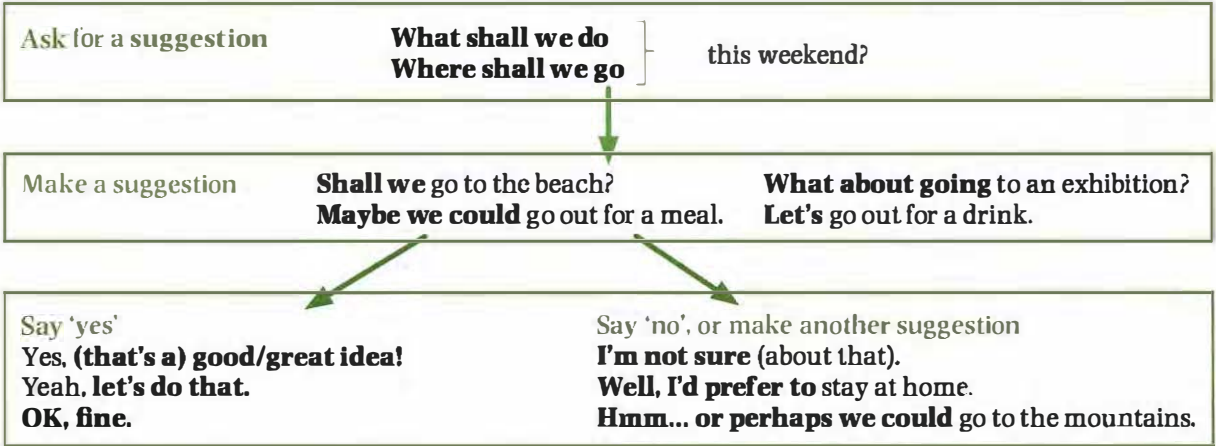 Ask for a suggestion
What shall we do
Where shall we go
this weekend?
Make a suggestion
Shall we go to the beach?
Maybe we could go out for a meal.
What about going to an exhibition?
Let's go out for a drink.
Say 'yes'
Yes, (that's a) good/great idea!
Yeah, let's do that.
OK, fine.
Say 'no', or make another suggestion
I'm not sure (about that).
Well, I'd prefer to stay at home.
Hmm... or perhaps we could go to the mountains.